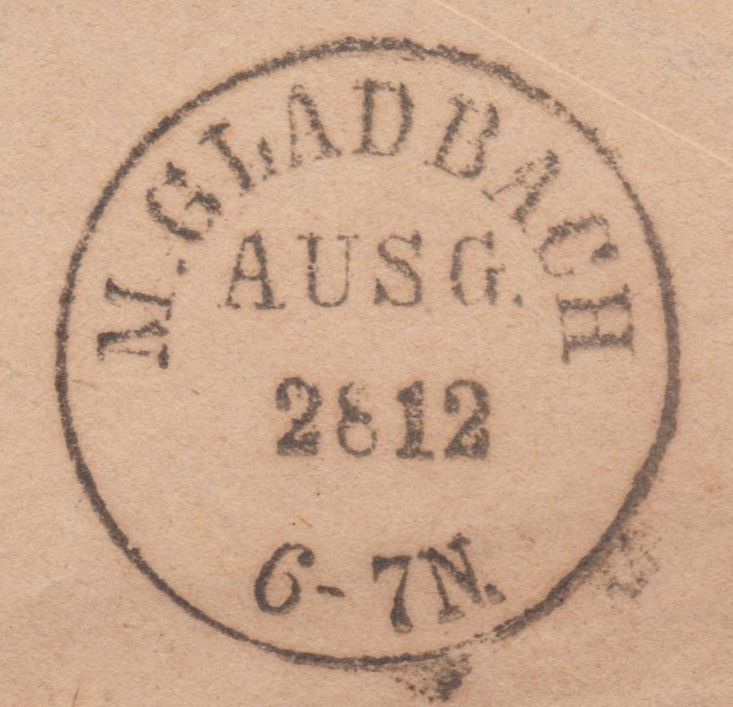 M. GLADBACH
AUSG.
28 12
6-7N.